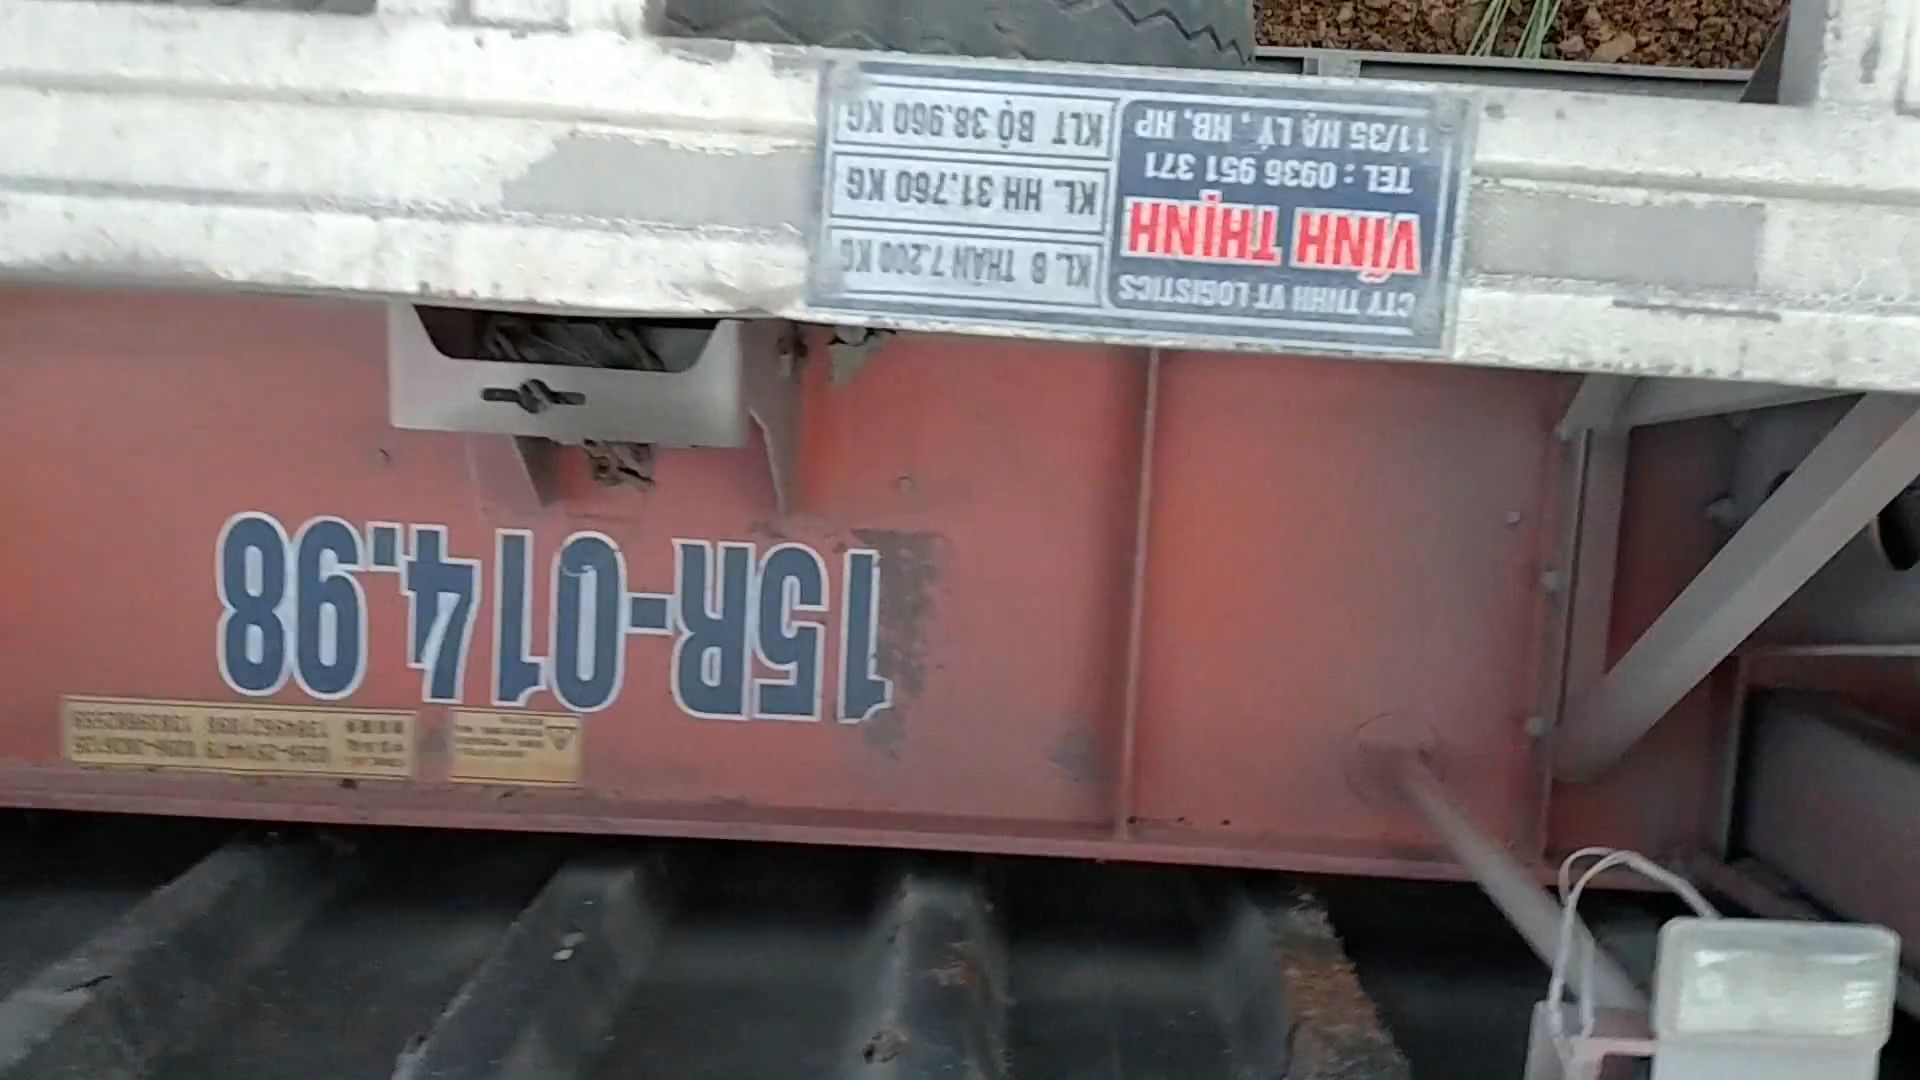 CTY TNHH VT LOGISTICS
VĨNH THỊNH
TEL : 0936 951 371
11/35 HẠ LÝ, HB, HP
KL. B THÂN 7.200 KG
KL. HH 31.760 KG
KLT BỘ 38.960 KG
15R-014.98